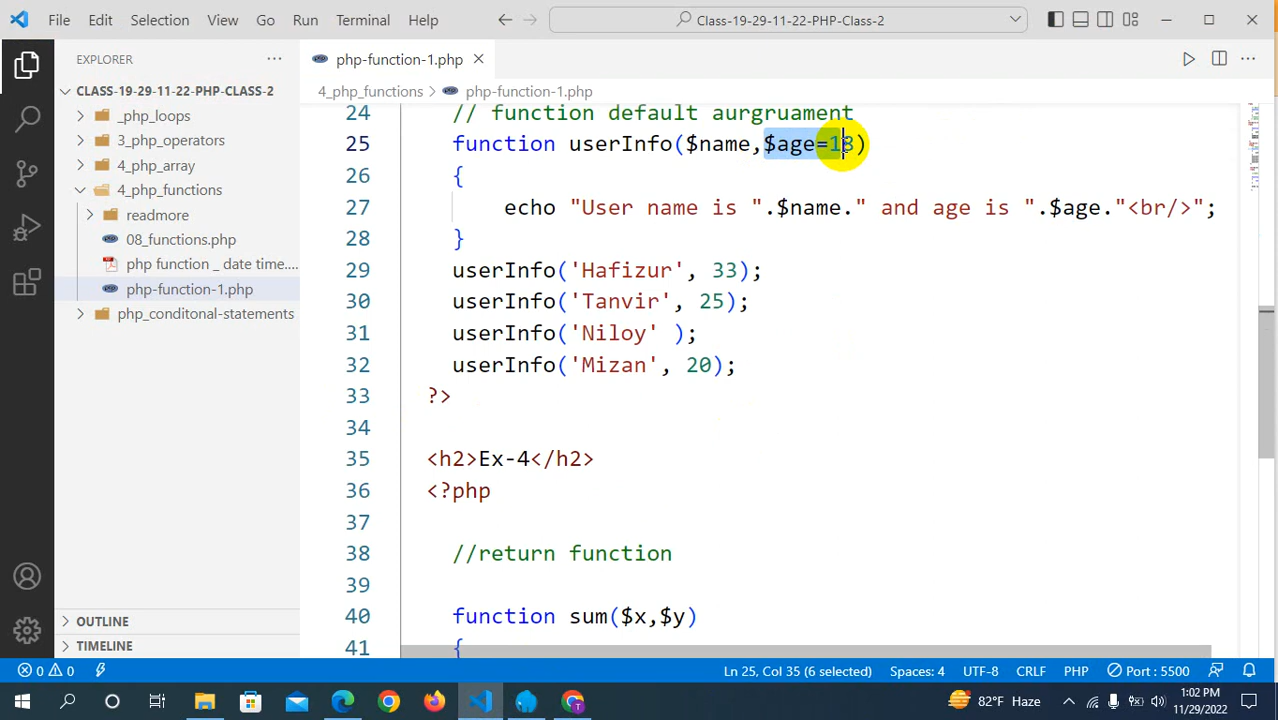 File Edit Selection View Go Run Terminal Help
Class-19-29-11-22-PHP-Class-2
EXPLORER
CLASS-19-29-11-22-PHP-CLASS-2
_php_loops
3_php_operators
4_php_array
4_php_functions
readmore
08_functions.php
php function _ date time....
php-function-1.php
php_conditonal-statements
OUTLINE
TIMELINE
php-function-1.php
4_php_functions > php-function-1.php
24 // function default aurgruament
25 function userInfo($name,$age=18)
26 {
27 echo "User name is ".$name." and age is ".$age."<br/>";
28 }
29 userInfo('Hafizur', 33);
30 userInfo('Tanvir', 25);
31 userInfo('Niloy' );
32 userInfo('Mizan', 20);
33 ?>
34
35 <h2>Ex-4</h2>
36 <?php
37
38 //return function
39
40 function sum($x,$y)
41 {
0 0 Ln 25, Col 35 (6 selected) Spaces: 4 UTF-8 CRLF PHP Port : 5500
82°F Haze 1:02 PM
11/29/2022